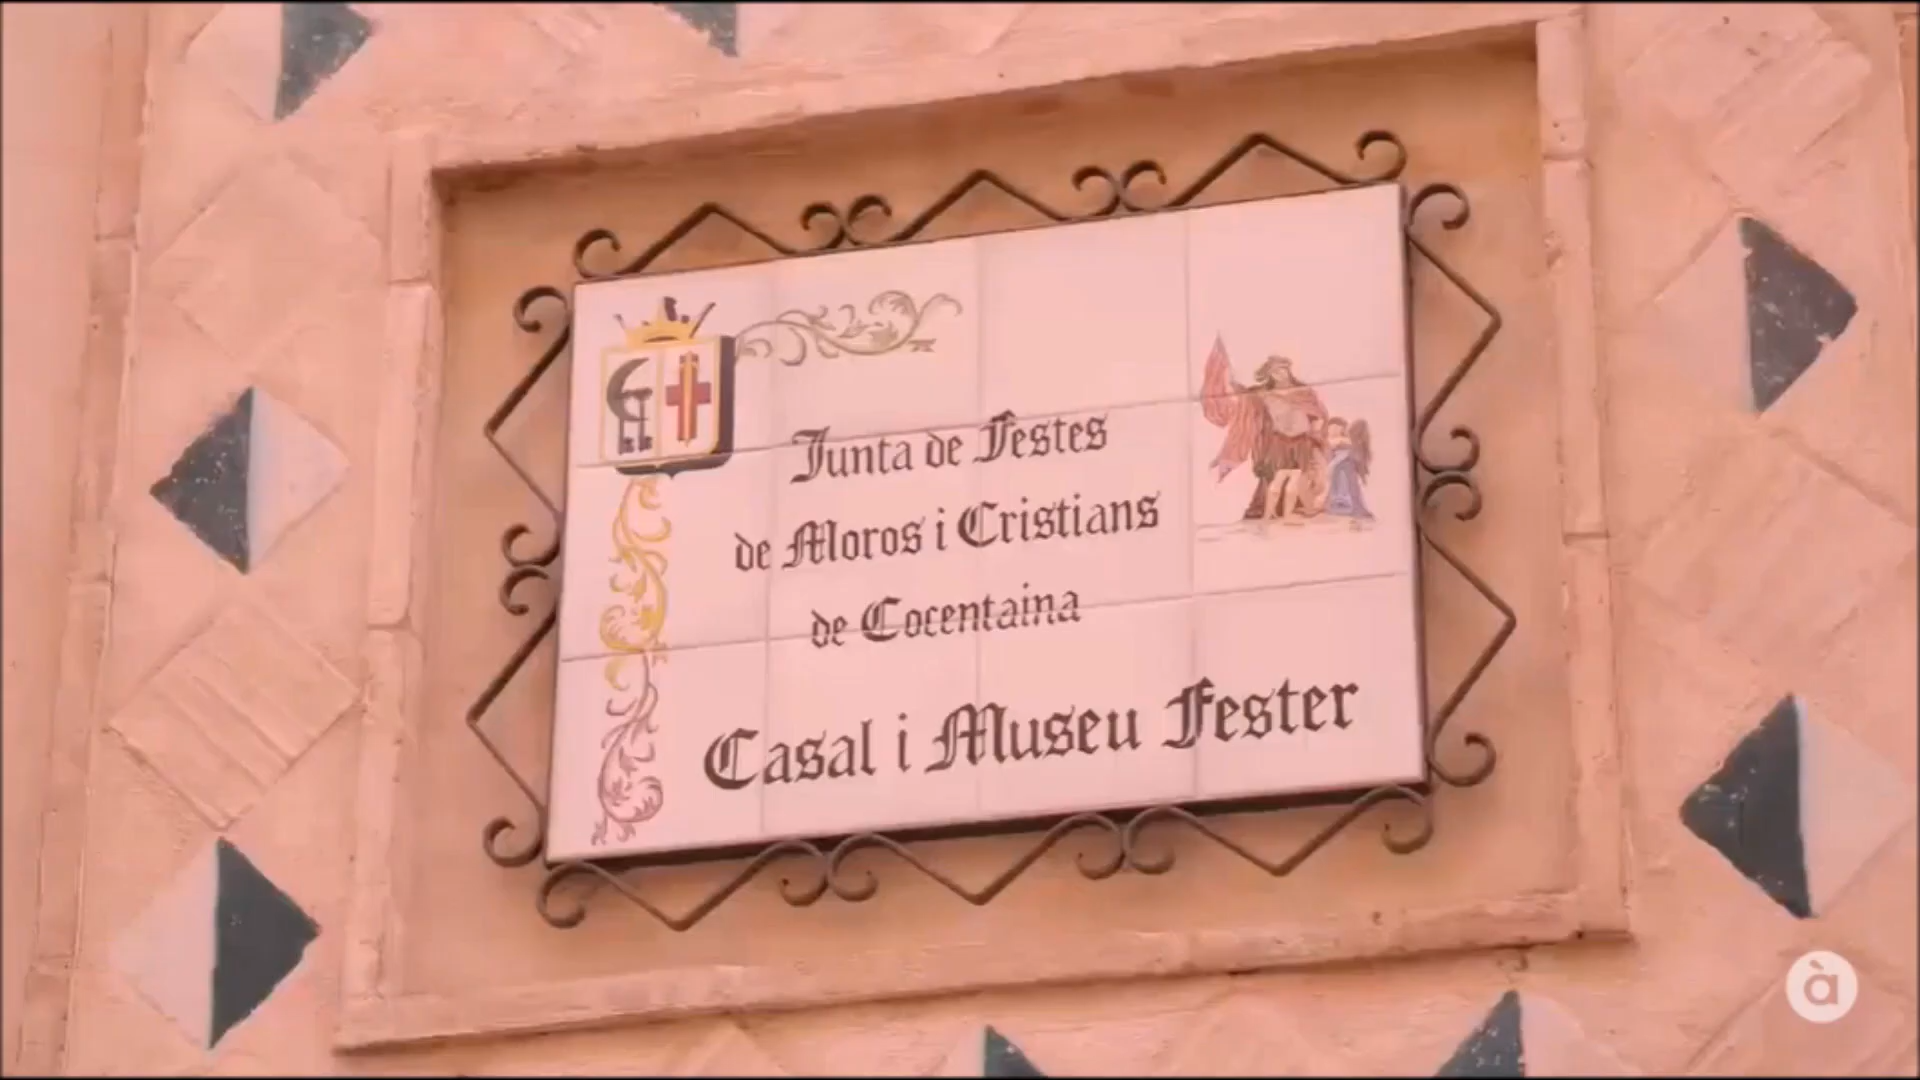 Junta de Festes
de Moros i Cristians
de Cocentaina
Casal i Museu Fester
à